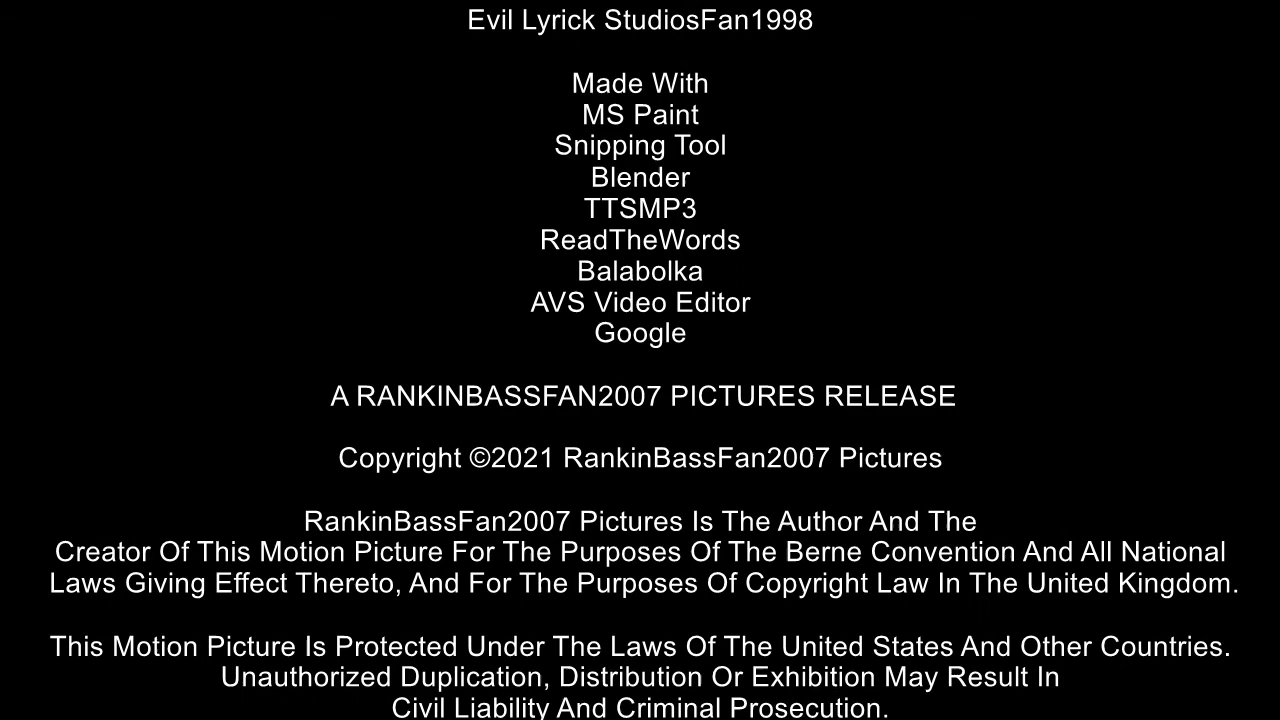 Evil Lyrick StudiosFan1998
Made With
MS Paint
Snipping Tool
Blender
TTSMP3
ReadTheWords
Balabolka
AVS Video Editor
Google
A RANKINBASSFAN2007 PICTURES RELEASE
Copyright ©2021 RankinBassFan2007 Pictures
RankinBassFan2007 Pictures Is The Author And The
Creator Of This Motion Picture For The Purposes Of The Berne Convention And All National
Laws Giving Effect Thereto, And For The Purposes Of Copyright Law In The United Kingdom.
This Motion Picture Is Protected Under The Laws Of The United States And Other Countries.
Unauthorized Duplication, Distribution Or Exhibition May Result In
Civil Liability And Criminal Prosecution.